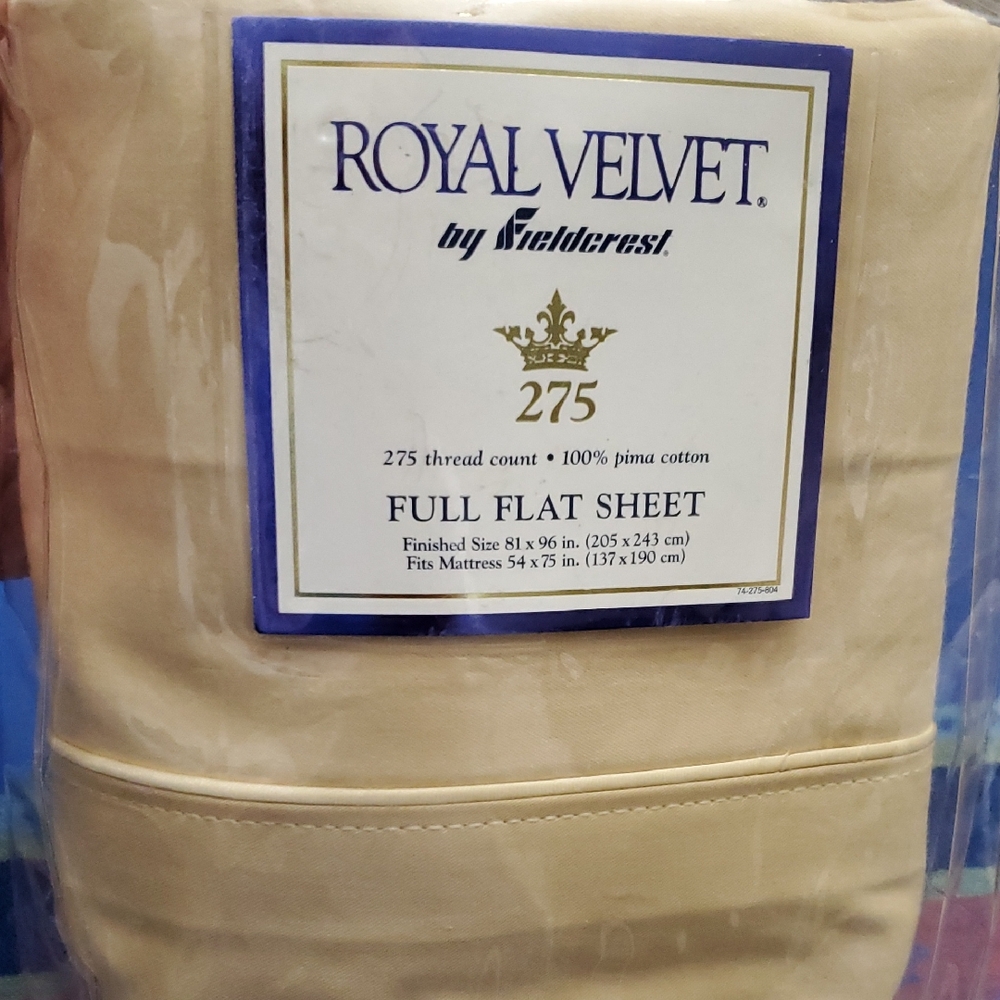 ROYAL VELVET®
by Fieldcrest®
275
275 thread count • 100% pima cotton
FULL FLAT SHEET
Finished Size 81 x 96 in. (205 x 243 cm)
Fits Mattress 54 x 75 in. (137 x 190 cm)
74-275-804